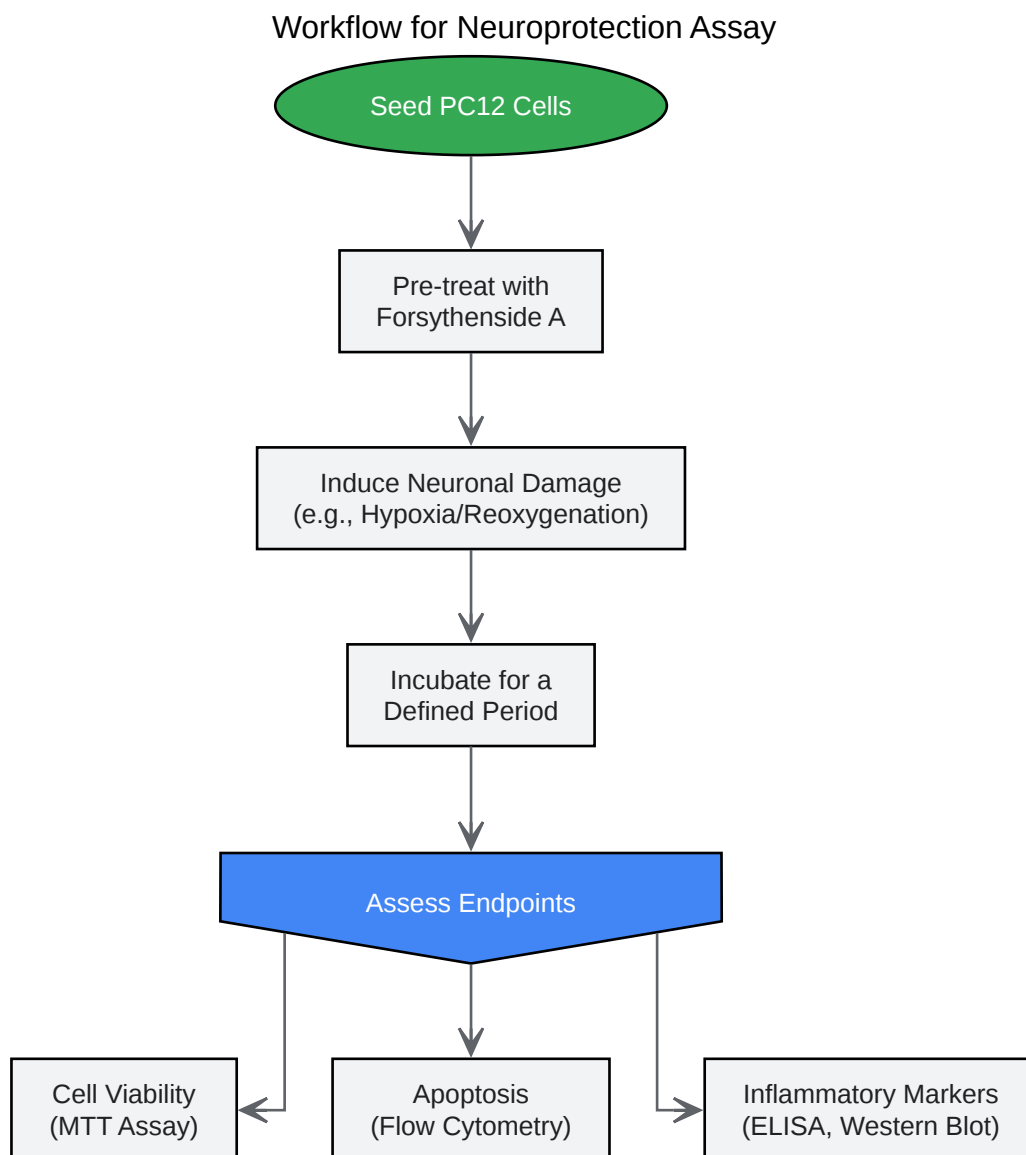 Workflow for Neuroprotection Assay
Seed PC12 Cells
Pre-treat with
Forsythenside A
Induce Neuronal Damage
(e.g., Hypoxia/Reoxygenation)
Incubate for a
Defined Period
Assess Endpoints
Cell Viability
(MTT Assay)
Apoptosis
(Flow Cytometry)
Inflammatory Markers
(ELISA, Western Blot)